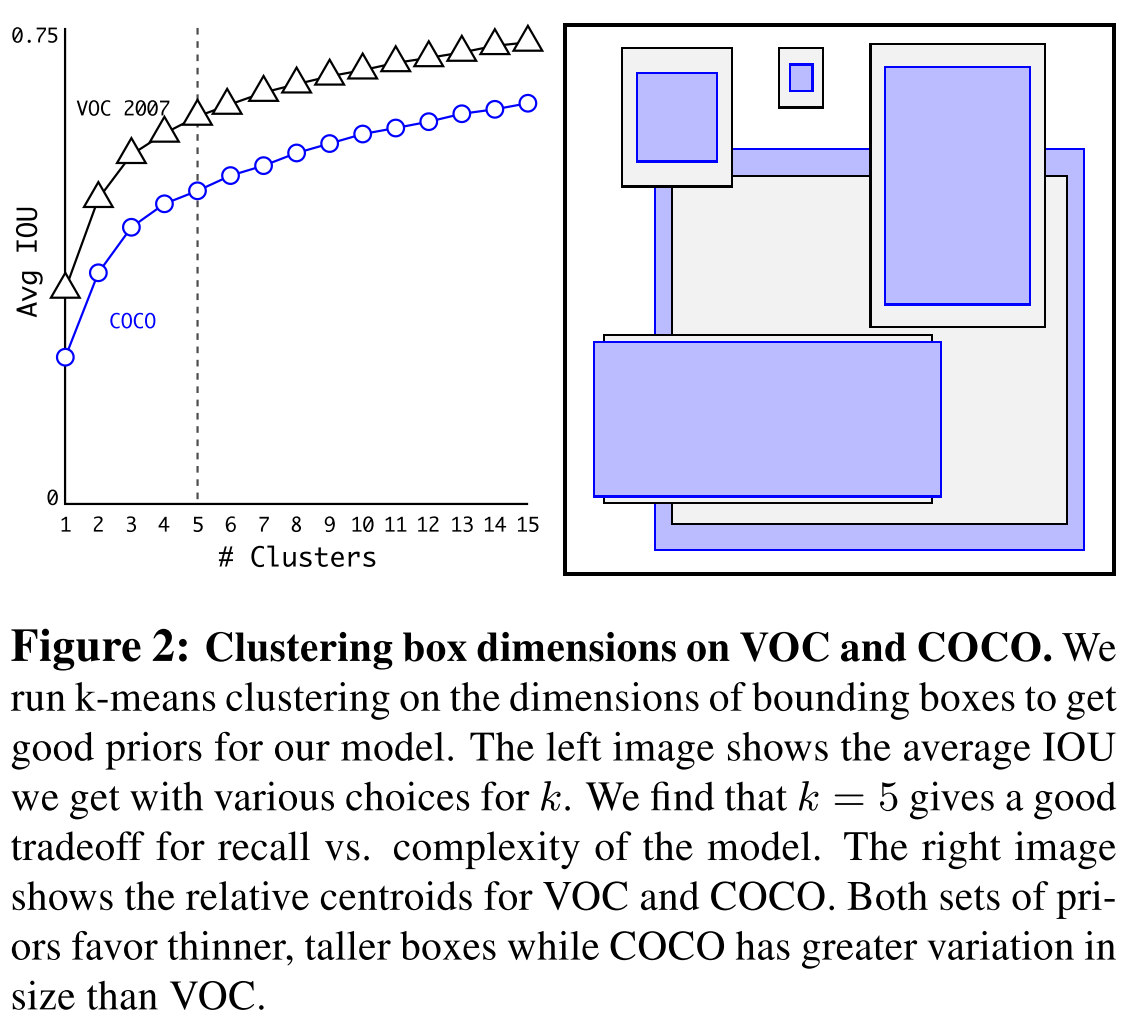 0.75
VOC 2007
Avg IOU
COCO
0
1 2 3 4 5 6 7 8 9 10 11 12 13 14 15
# Clusters
Figure 2: Clustering box dimensions on VOC and COCO. We
run k-means clustering on the dimensions of bounding boxes to get
good priors for our model. The left image shows the average IOU
we get with various choices for k. We find that k = 5 gives a good
tradeoff for recall vs. complexity of the model. The right image
shows the relative centroids for VOC and COCO. Both sets of pri-
ors favor thinner, taller boxes while COCO has greater variation in
size than VOC.